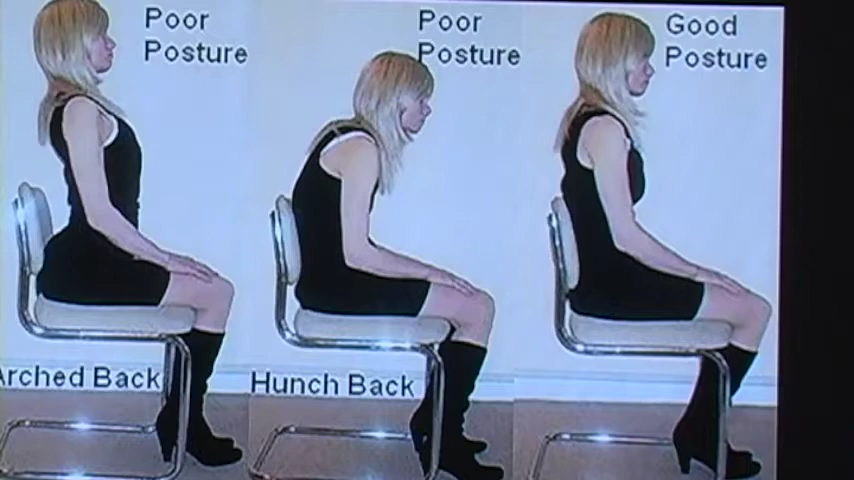 Poor
Posture
Poor
Posture
Good
Posture
Arched Back
Hunch Back